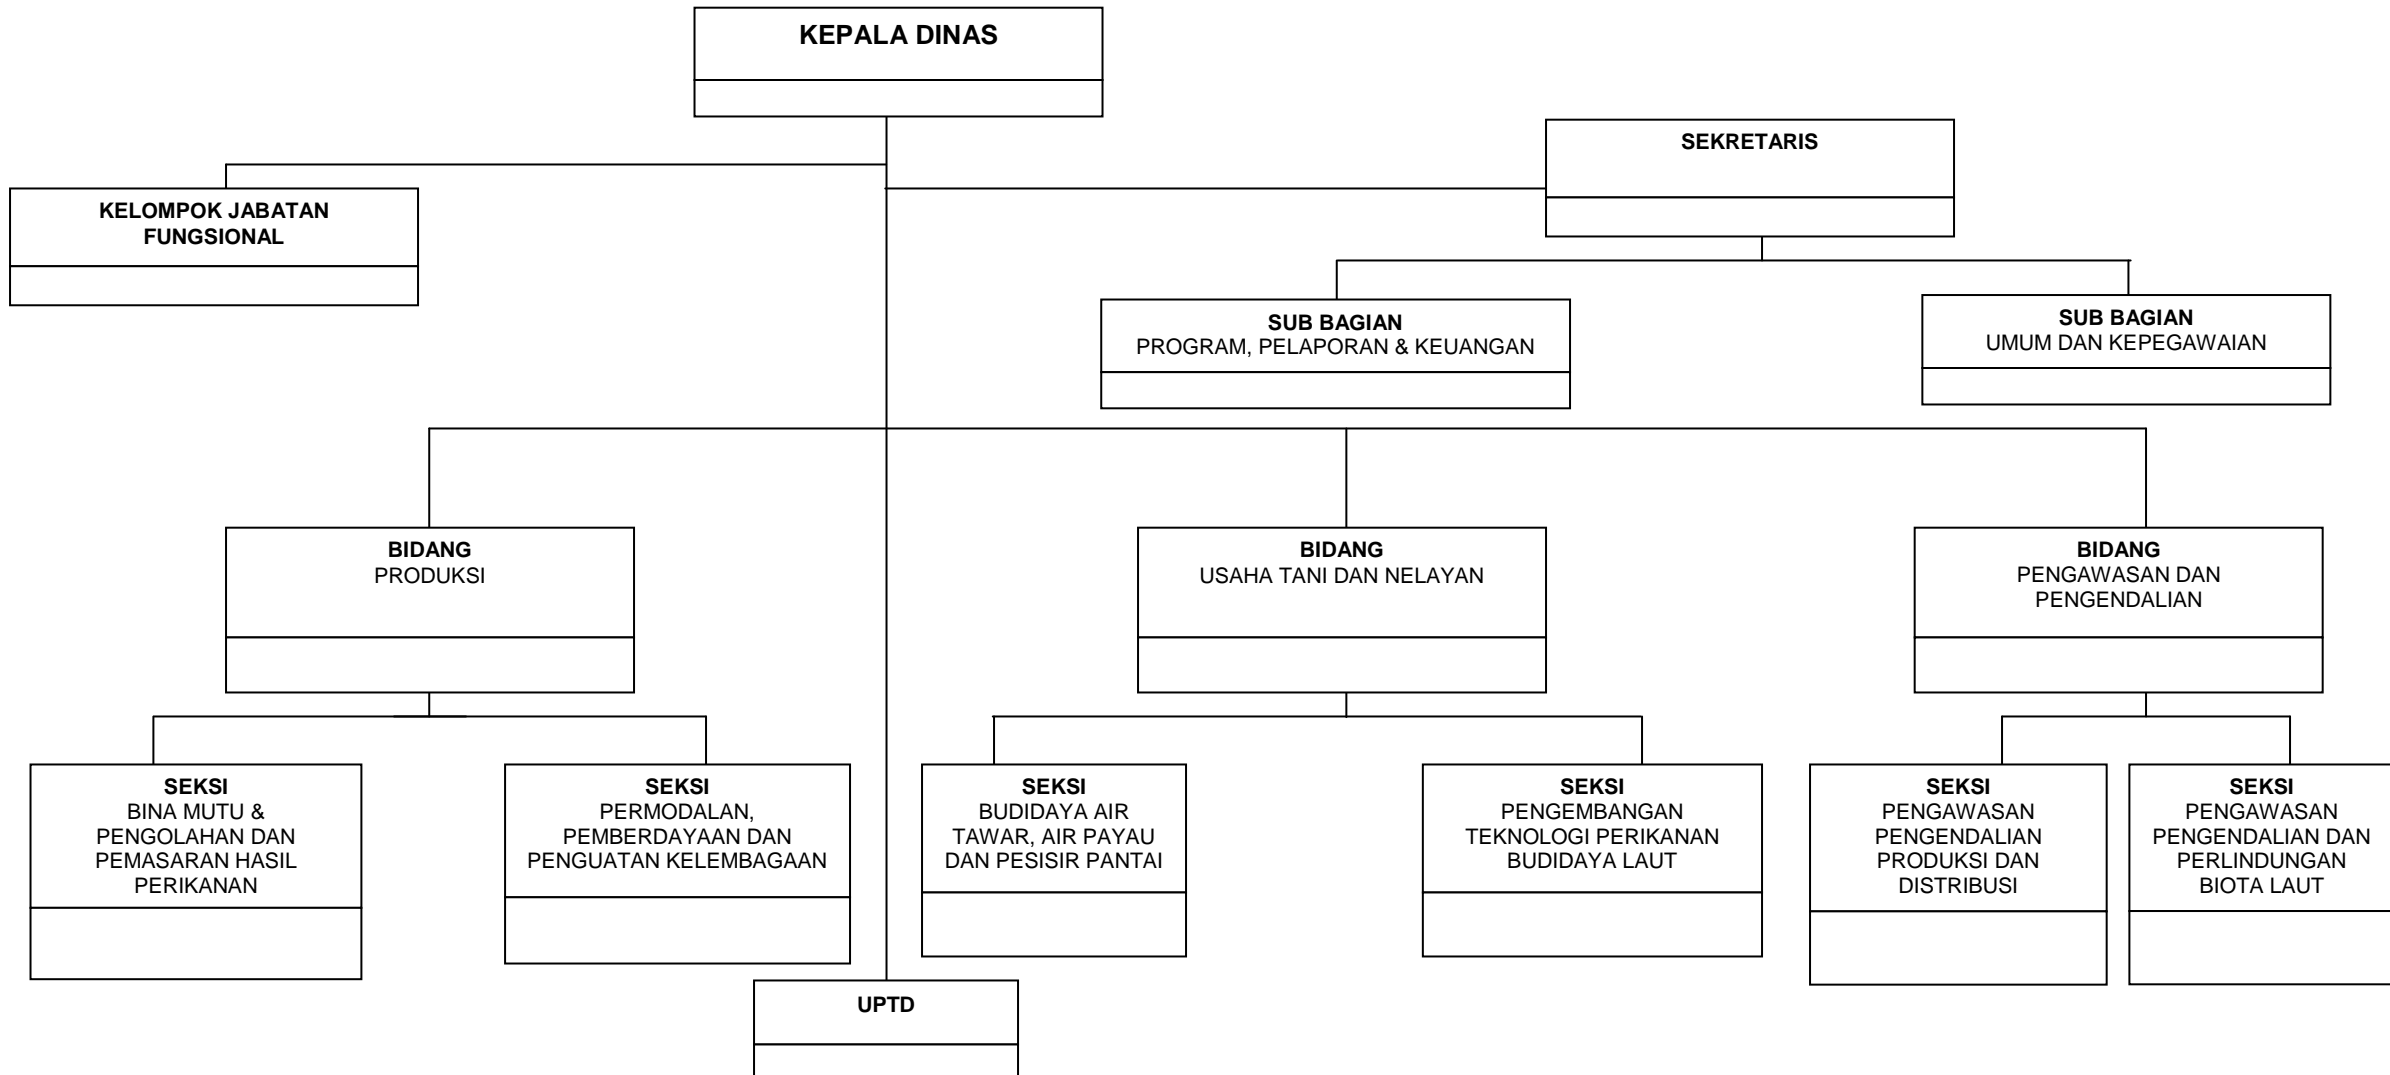 KEPALA DINAS
SEKRETARIS
KELOMPOK JABATAN
FUNGSIONAL
SUB BAGIAN
PROGRAM, PELAPORAN & KEUANGAN
SUB BAGIAN
UMUM DAN KEPEGAWAIAN
BIDANG
PRODUKSI
BIDANG
USAHA TANI DAN NELAYAN
BIDANG
PENGAWASAN DAN
PENGENDALIAN
SEKSI
BINA MUTU &
PENGOLAHAN DAN
PEMASARAN HASIL
PERIKANAN
SEKSI
PERMODALAN,
PEMBERDAYAAN DAN
PENGUATAN KELEMBAGAAN
SEKSI
BUDIDAYA AIR
TAWAR, AIR PAYAU
DAN PESISIR PANTAI
SEKSI
PENGEMBANGAN
TEKNOLOGI PERIKANAN
BUDIDAYA LAUT
SEKSI
PENGAWASAN
PENGENDALIAN
PRODUKSI DAN
DISTRIBUSI
SEKSI
PENGAWASAN
PENGENDALIAN DAN
PERLINDUNGAN
BIOTA LAUT
UPTD